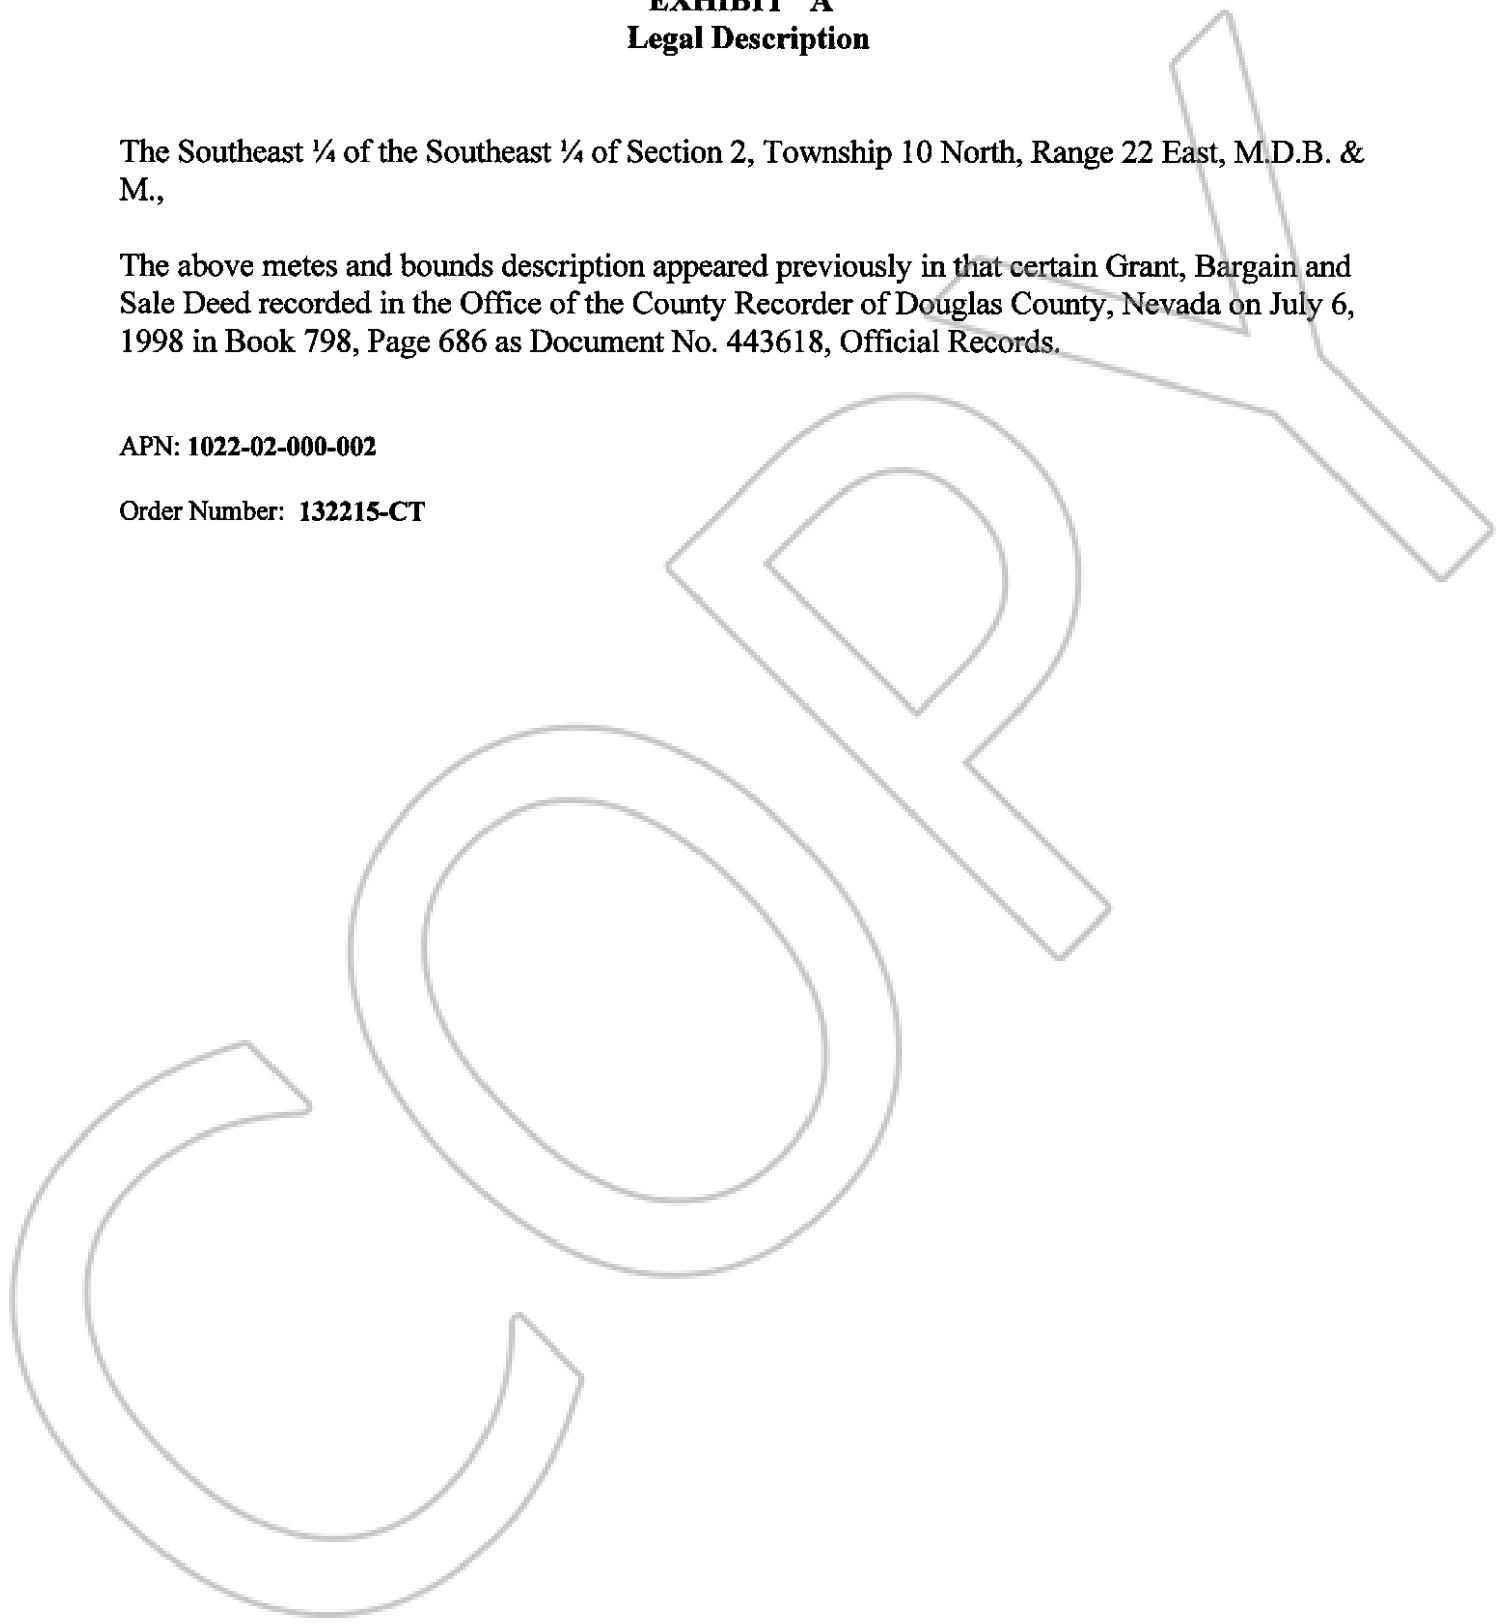 EXHIBIT "A"
Legal Description
The Southeast ¼ of the Southeast ¼ of Section 2, Township 10 North, Range 22 East, M.D.B. &
M.,
The above metes and bounds description appeared previously in that certain Grant, Bargain and
Sale Deed recorded in the Office of the County Recorder of Douglas County, Nevada on July 6,
1998 in Book 798, Page 686 as Document No. 443618, Official Records.
APN: 1022-02-000-002
Order Number: 132215-CT
COPY